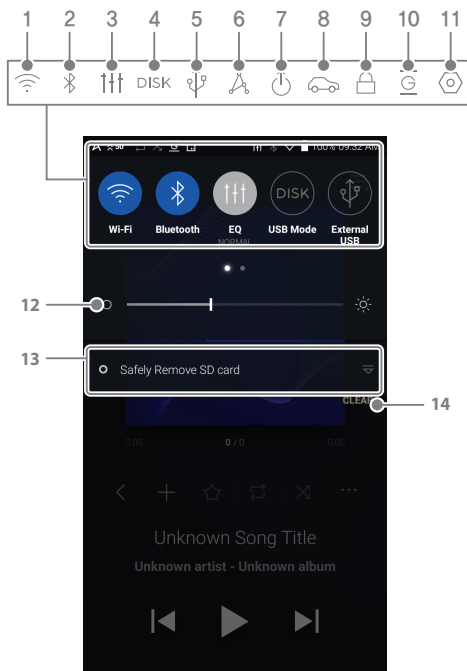 1 2 3 4 5 6 7 8 9 10 11
DISK G
50 G 100% 09:32 AM
DISK
Wi-Fi Bluetooth EQ USB Mode External
NORMAL USB
12
13
Safely Remove SD card
CLEAR
14
0:00 0 / 0 0:00
Unknown Song Title
Unknown artist - Unknown album